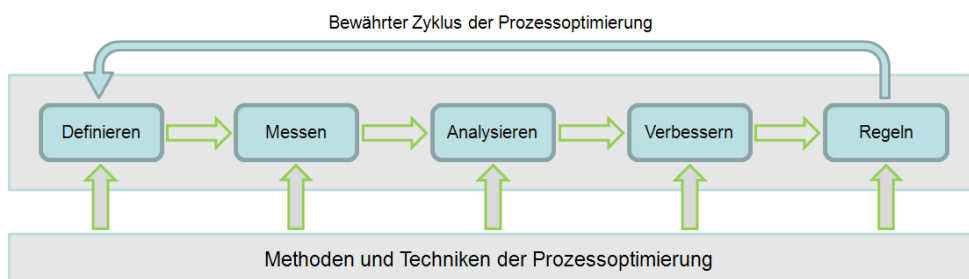 Bewährter Zyklus der Prozessoptimierung
Definieren
Messen
Analysieren
Verbessern
Regeln
Methoden und Techniken der Prozessoptimierung